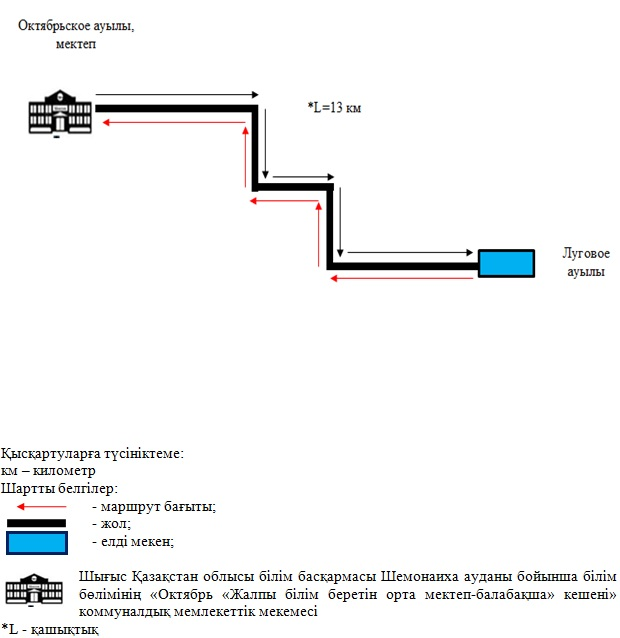 Октябрьское ауылы,
мектеп
*L=13 км
Луговое
ауылы
Қысқартуларға түсініктеме:
км – километр
Шартты белгілер:
- маршрут бағыты;
- жол;
- елді мекен;
Шығыс Қазақстан облысы білім басқармасы Шемонаиха ауданы бойынша білім
бөлімінің «Октябрь «Жалпы білім беретін орта мектеп-балабақша» кешені»
коммуналдық мемлекеттік мекемесі
*L - қашықтық